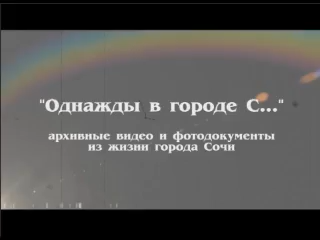 "Однажды в городе С..."
архивные видео и фотодокументы
из жизни города Сочи